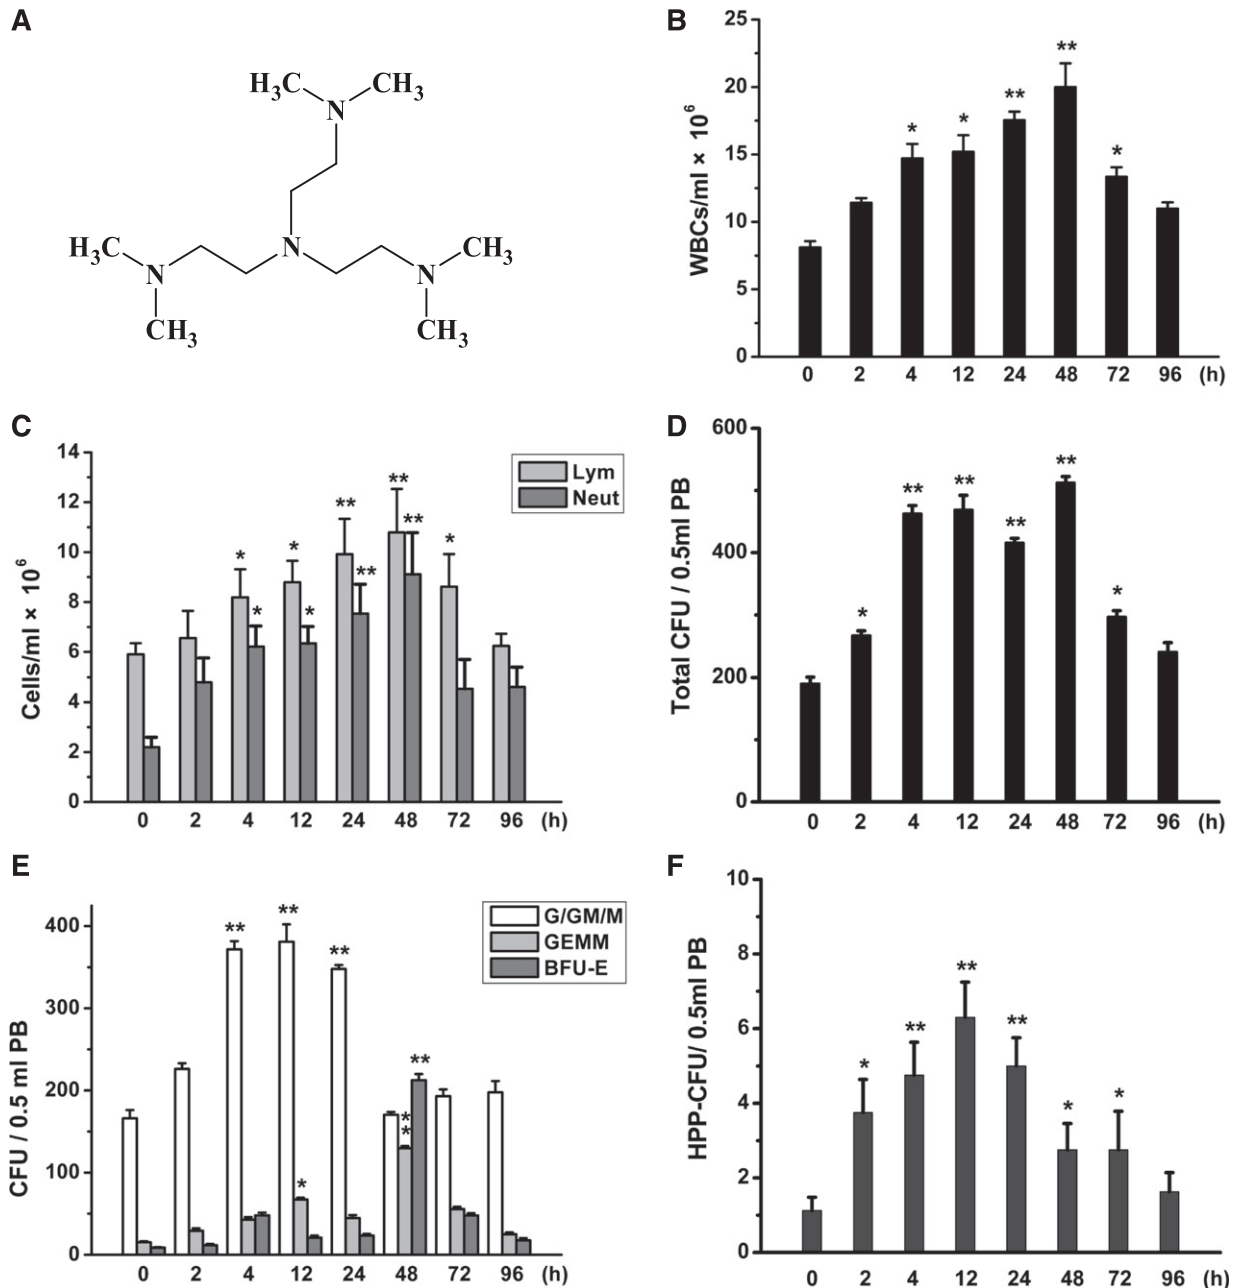 A
H3C CH3
N
H3C N CH3
N N
CH3 CH3
B
WBCs/ml × 10^6
25
20
15
10
5
0
* * ** ** *
0 2 4 12 24 48 72 96 (h)
C
Cells/ml × 10^6
14
12
10
8
6
4
2
0
Lym
Neut
* * * * ** ** ** ** *
0 2 4 12 24 48 72 96 (h)
D
Total CFU / 0.5ml PB
600
400
200
0
* ** ** ** ** *
0 2 4 12 24 48 72 96 (h)
E
CFU / 0.5 ml PB
400
300
200
100
0
G/GM/M
GEMM
BFU-E
** ** * ** ** **
0 2 4 12 24 48 72 96 (h)
F
HPP-CFU/ 0.5ml PB
10
8
6
4
2
0
* ** ** ** * *
0 2 4 12 24 48 72 96 (h)